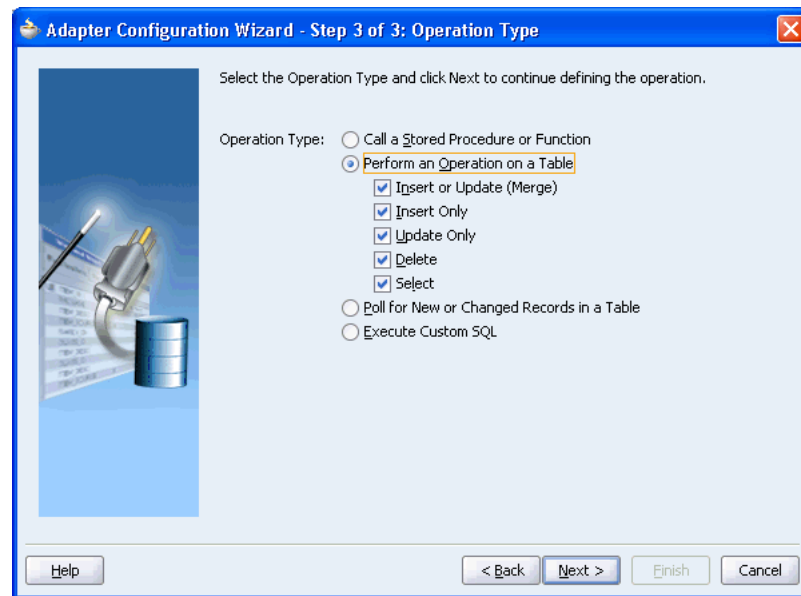 Adapter Configuration Wizard - Step 3 of 3: Operation Type
Select the Operation Type and click Next to continue defining the operation.
Operation Type: Call a Stored Procedure or Function
Perform an Operation on a Table
Insert or Update (Merge)
Insert Only
Update Only
Delete
Select
Poll for New or Changed Records in a Table
Execute Custom SQL
Help < Back Next > Finish Cancel